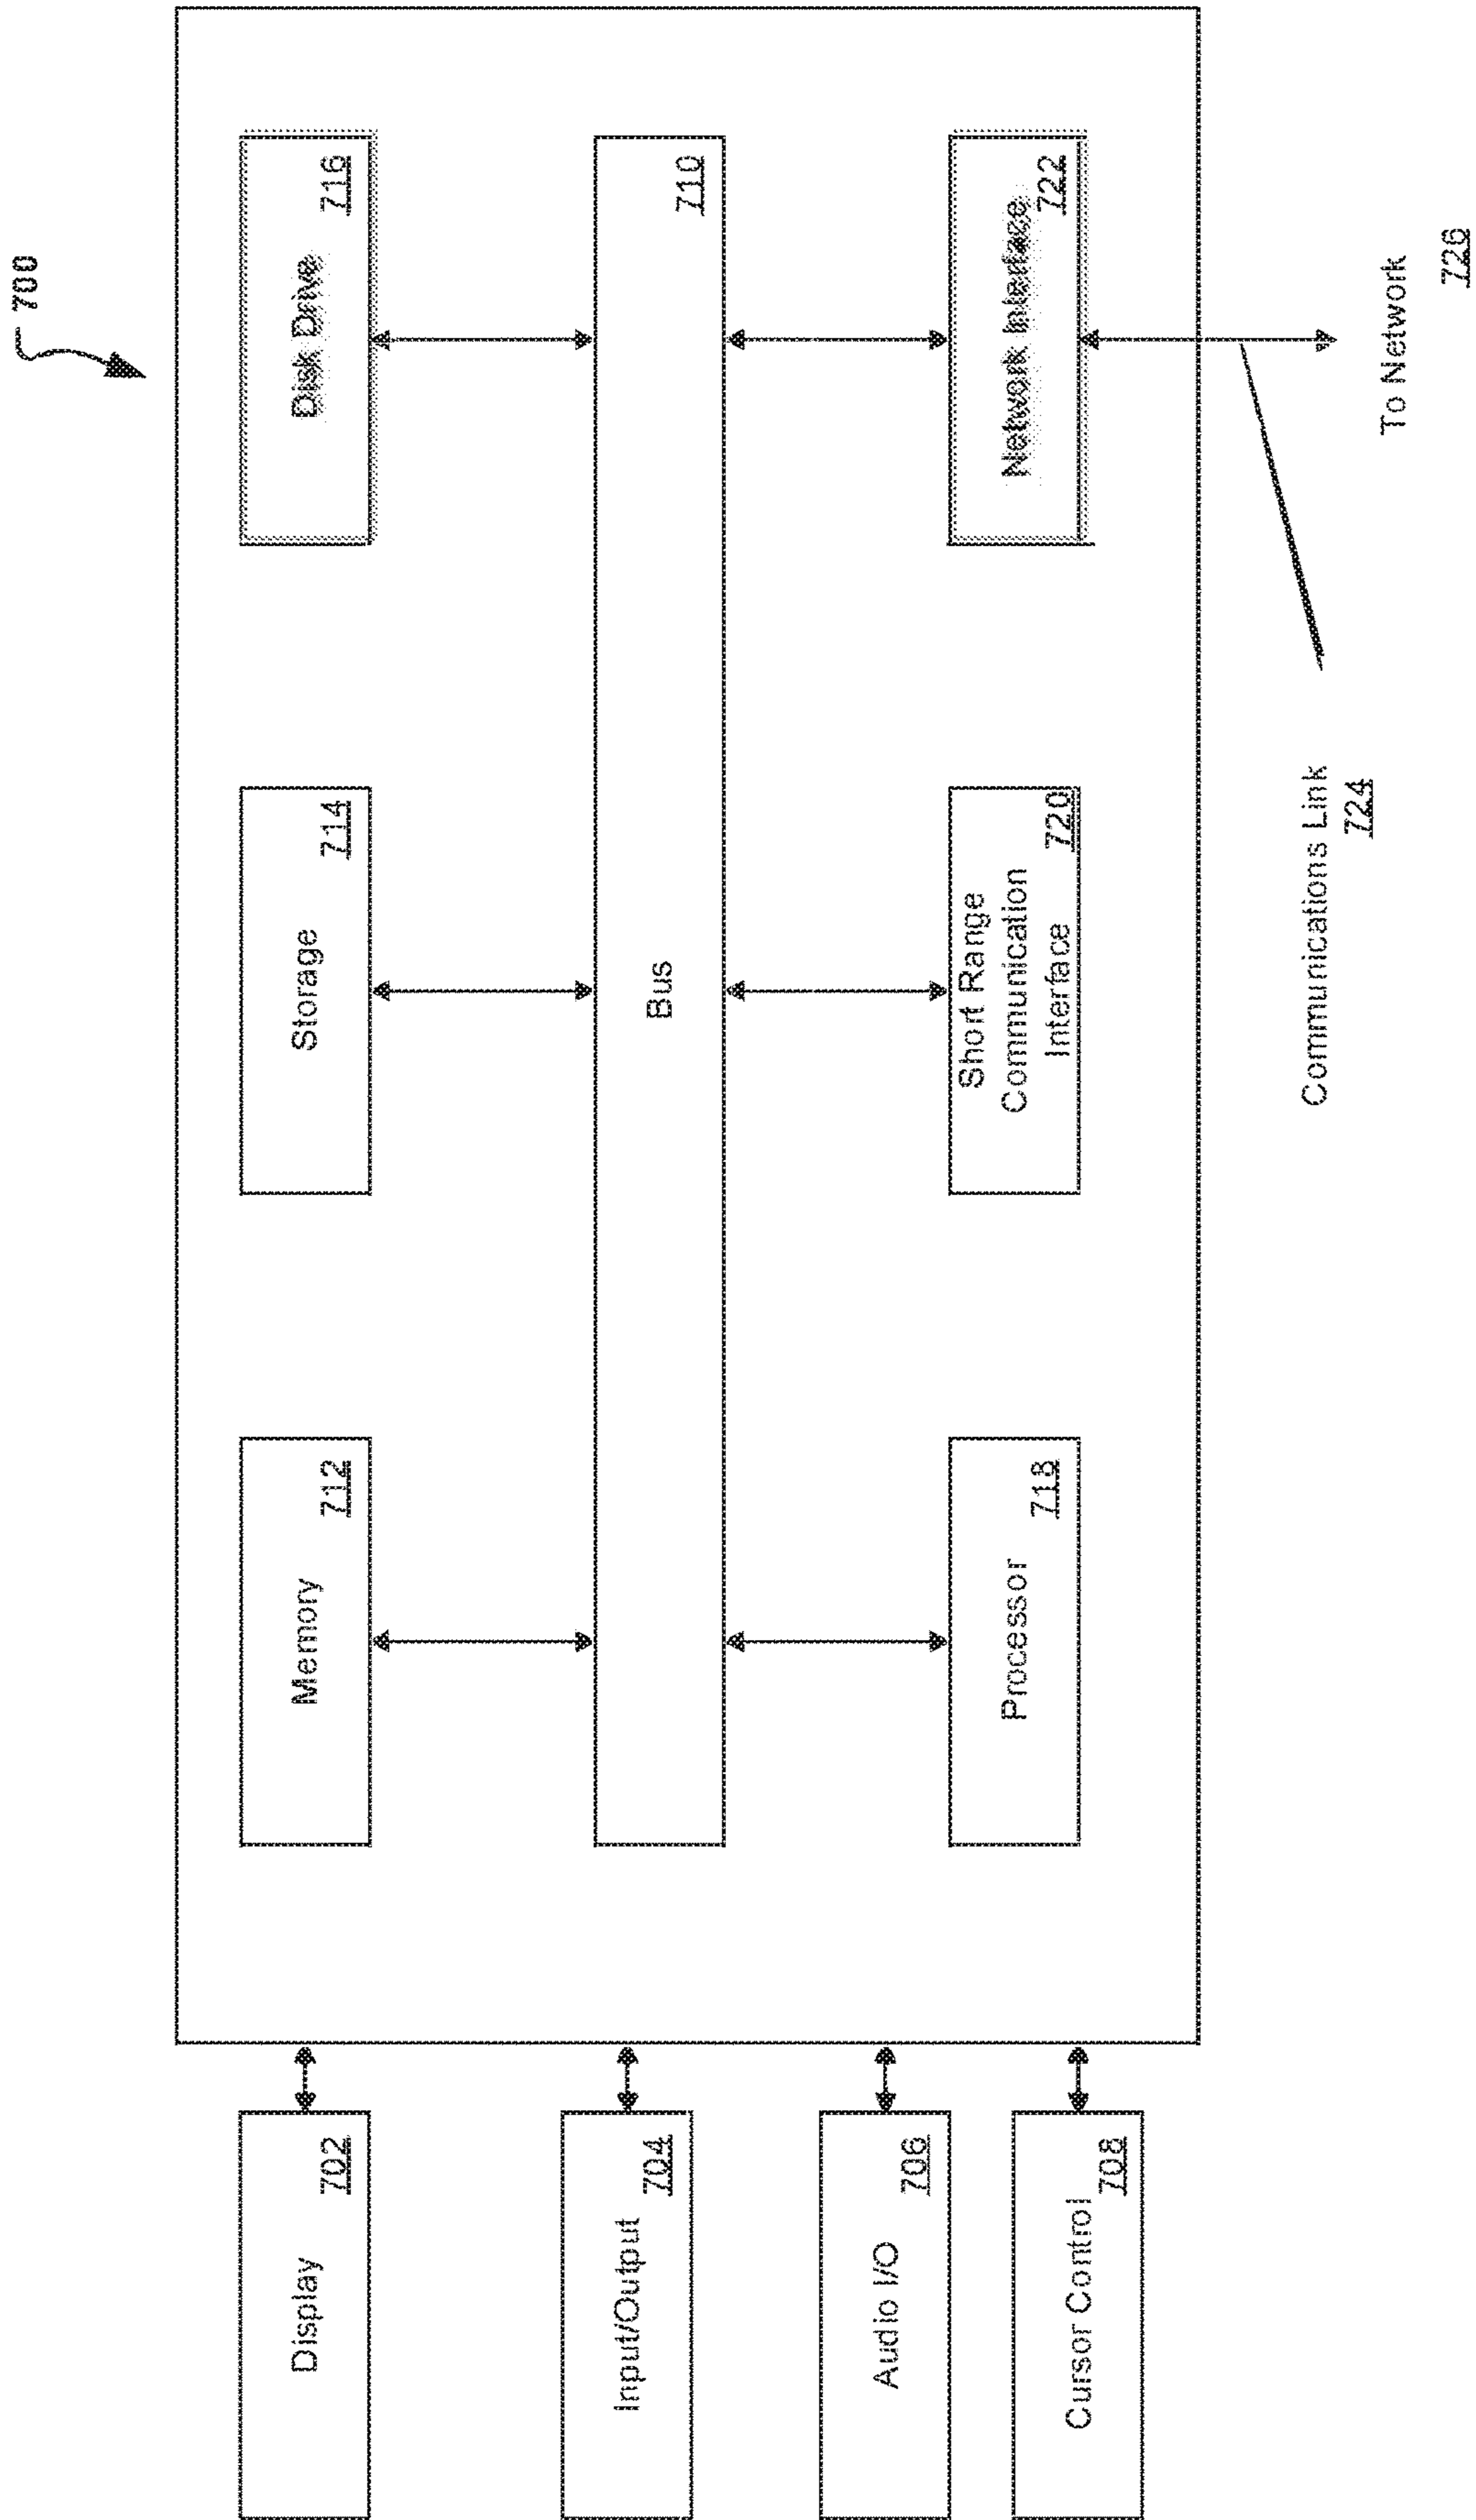 700
Display
702
Input/Output
704
Audio I/O
706
Cursor Control
708
Memory
712
Storage
714
Disk Drive
716
Bus
710
Processor
718
Short Range
Communication
Interface
720
Network Interface
722
Communications Link
724
To Network
726